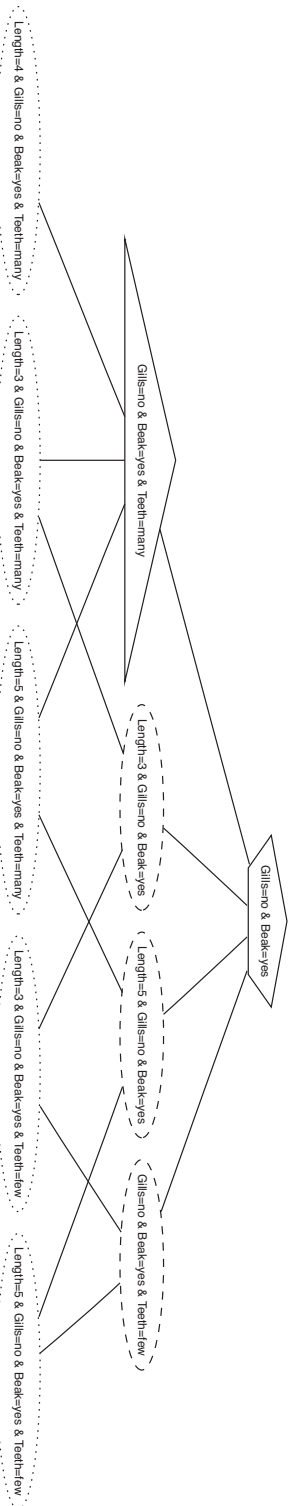 Gills=no & Beak=yes
Gills=no & Beak=yes & Teeth=many
Length=3 & Gills=no & Beak=yes
Length=5 & Gills=no & Beak=yes
Gills=no & Beak=yes & Teeth=few
Length=4 & Gills=no & Beak=yes & Teeth=many
Length=3 & Gills=no & Beak=yes & Teeth=many
Length=5 & Gills=no & Beak=yes & Teeth=many
Length=3 & Gills=no & Beak=yes & Teeth=few
Length=5 & Gills=no & Beak=yes & Teeth=few